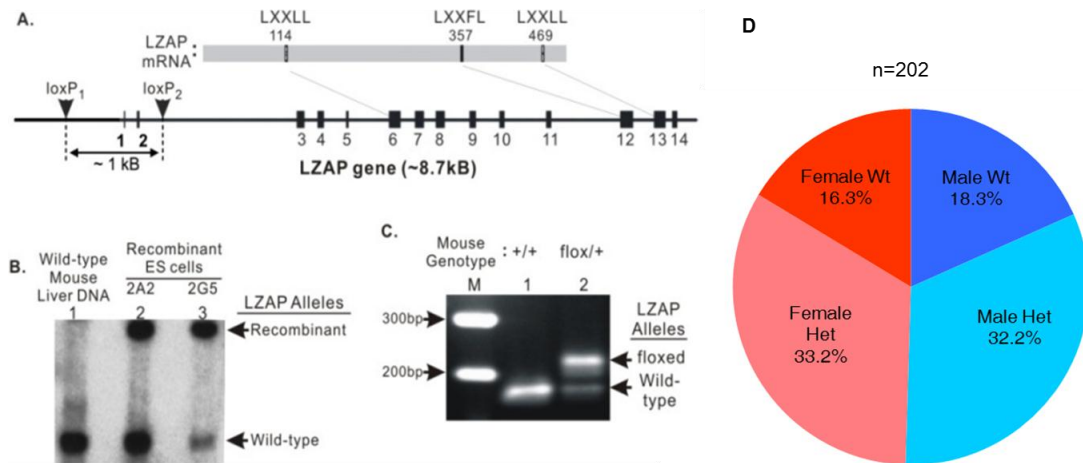 A.
LXXLL
LXXFL
LXXLL
114
357
469
LZAP
mRNA
:
loxP1
loxP2
1
2
3
4
5
6
7
8
9
10
11
12
13
14
~ 1 kB
LZAP gene (~8.7kB)
B.
Wild-type
Mouse
Liver DNA
Recombinant
ES cells
2A2
2G5
LZAP Alleles
1
2
3
Recombinant
Wild-type
C.
Mouse
Genotype
: +/+
flox/+
M
1
2
LZAP
Alleles
300bp
200bp
floxed
Wild-
type
D
n=202
Female Wt
16.3%
Male Wt
18.3%
Female
Het
33.2%
Male Het
32.2%